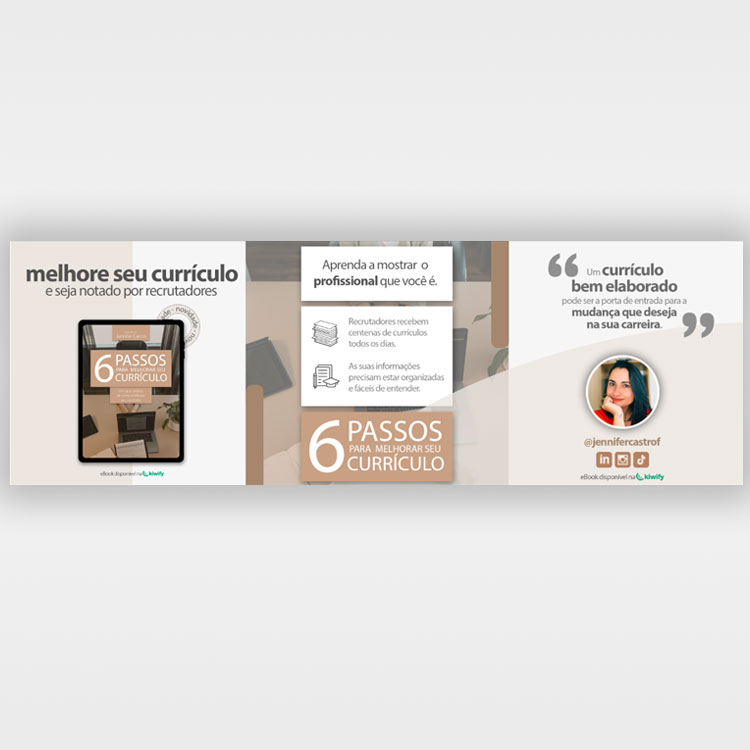 melhore seu currículo
e seja notado por recrutadores
novidade
6 PASSOS
PARA MELHORAR SEU
CURRÍCULO
eBook disponível na kiwify
Aprenda a mostrar o
profissional que você é.
Recrutadores recebem
centenas de currículos
todos os dias.
As suas informações
precisam estar organizadas
e fáceis de entender.
6 PASSOS
PARA MELHORAR SEU
CURRÍCULO
“ Um currículo
bem elaborado
pode ser a porta de entrada para a
mudança que deseja
na sua carreira. ”
@jennifercastrof
in
eBook disponível na kiwify